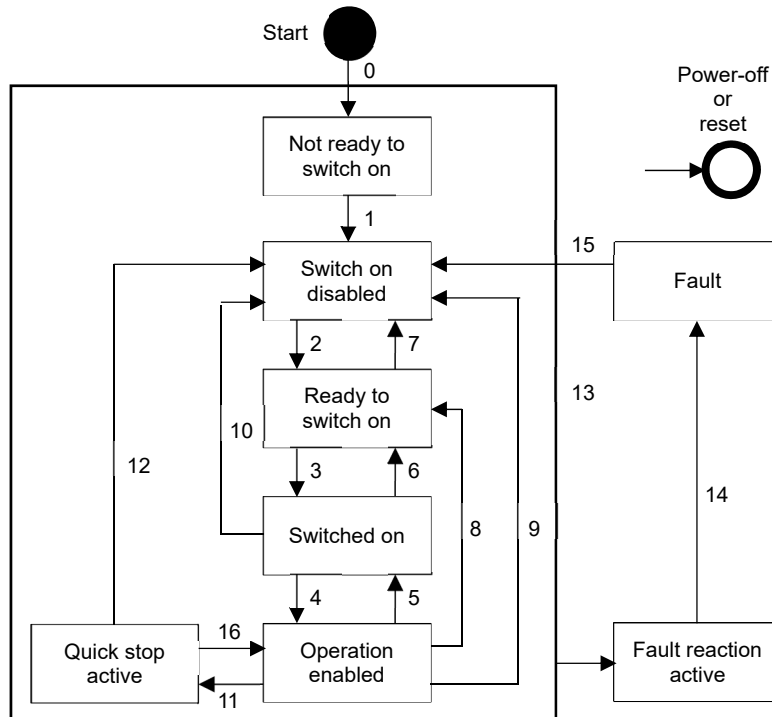 Start
0
Power-off
or
reset
Not ready to
switch on
1
15
Switch on
disabled
Fault
2
7
Ready to
switch on
13
10
12
3
6
14
8
9
Switched on
4
5
16
Quick stop
active
Operation
enabled
Fault reaction
active
11